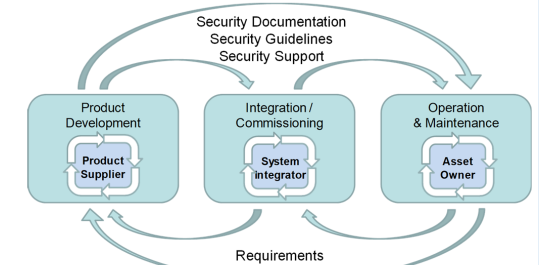 Security Documentation
Security Guidelines
Security Support
Product
Development
Product
Supplier
Integration /
Commissioning
System
integrator
Operation
& Maintenance
Asset
Owner
Requirements